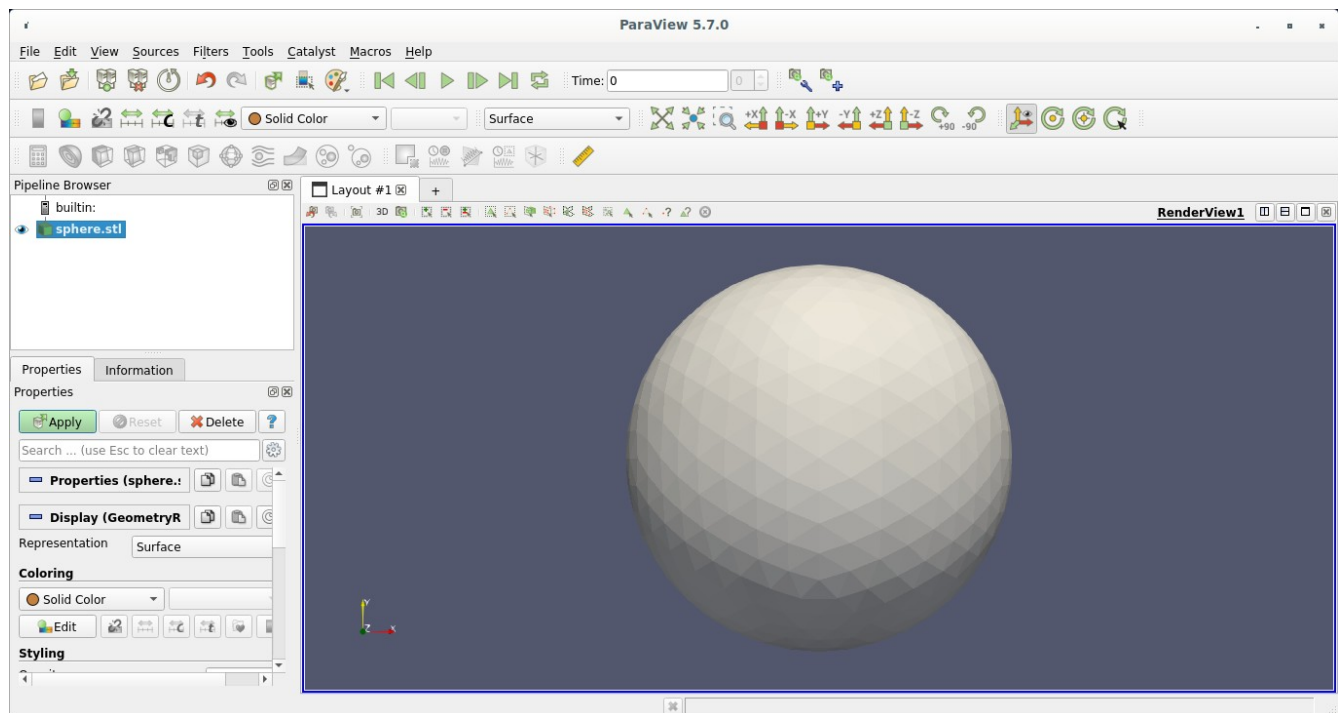 ParaView 5.7.0
File Edit View Sources Filters Tools Catalyst Macros Help
Time: 0 0
Solid Color Surface +X -X +Y -Y +Z -Z +90 -90
Pipeline Browser
Layout #1 +
builtin:
3D RenderView1
sphere.stl
Properties Information
Properties
Apply Reset Delete ?
Search ... (use Esc to clear text)
Properties (sphere.:
Display (GeometryR
Representation Surface
Coloring
Solid Color
Edit
Styling
Y
Z X